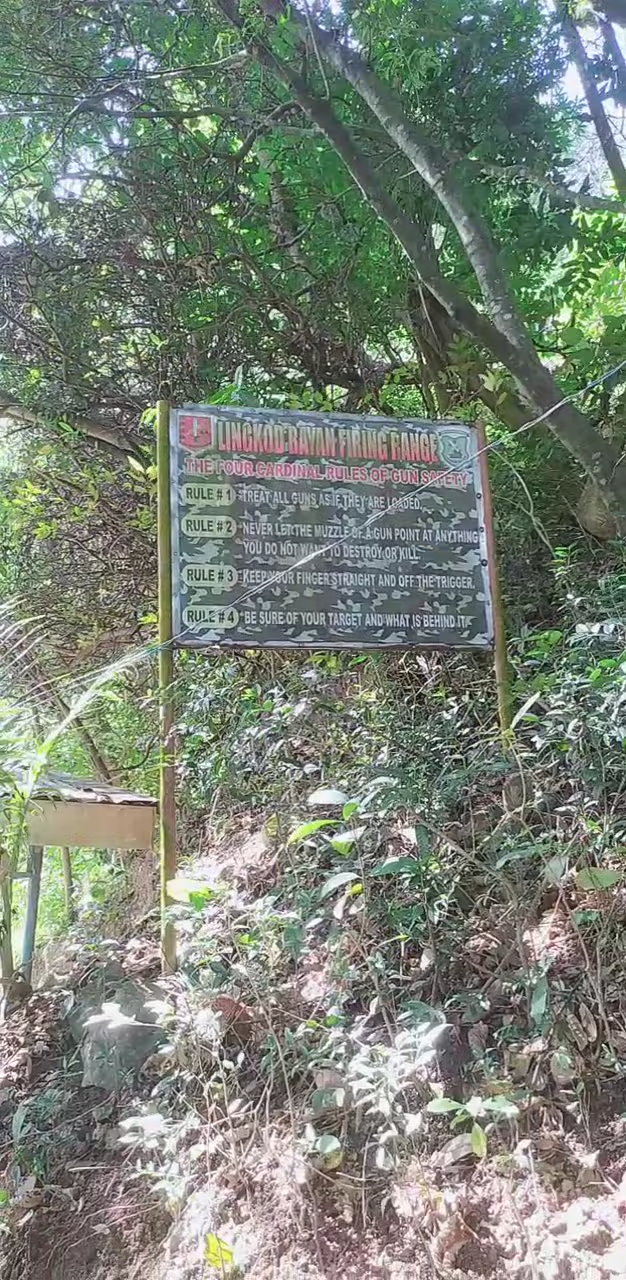 LINGKOD BAYAN FIRING RANGE
THE FOUR CARDINAL RULES OF GUN SAFETY
RULE # 1 TREAT ALL GUNS AS IF THEY ARE LOADED.
RULE # 2 NEVER LET THE MUZZLE OF A GUN POINT AT ANYTHING
YOU DO NOT WANT TO DESTROY OR KILL.
RULE # 3 KEEP YOUR FINGER STRAIGHT AND OFF THE TRIGGER.
RULE # 4 BE SURE OF YOUR TARGET AND WHAT IS BEHIND IT.